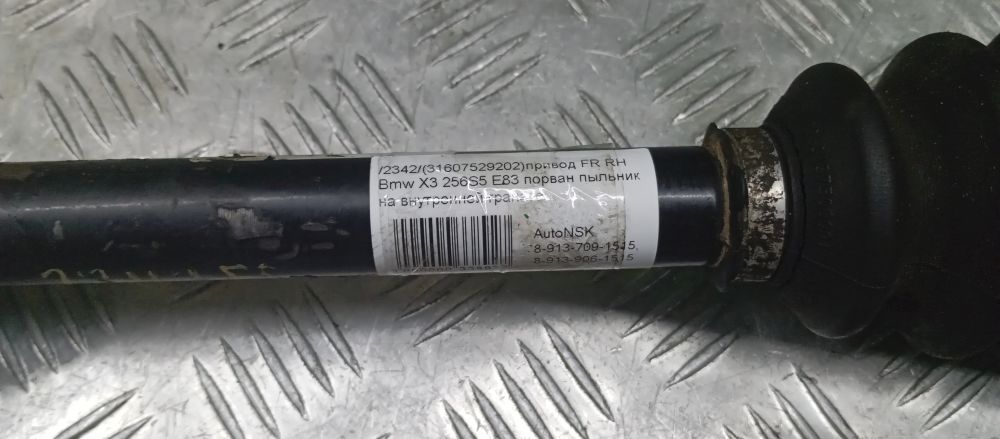 /2342/(31607529202)привод FR RH
Bmw X3 256S5 E83 порван пыльник
на
AutoNSK
8-913-709-1515,
8-913-906-1515